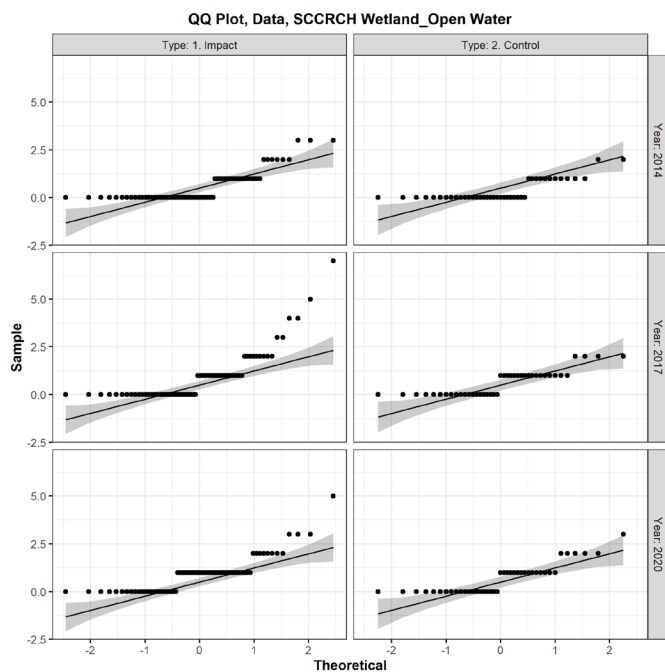 QQ Plot, Data, SCCRCH Wetland_Open Water
Type: 1. Impact
Type: 2. Control
5.0
2.5
0.0
-2.5
Year: 2014
5.0
2.5
0.0
-2.5
Year: 2017
5.0
2.5
0.0
-2.5
Year: 2020
Sample
-2 -1 0 1 2
-2 -1 0 1 2
Theoretical